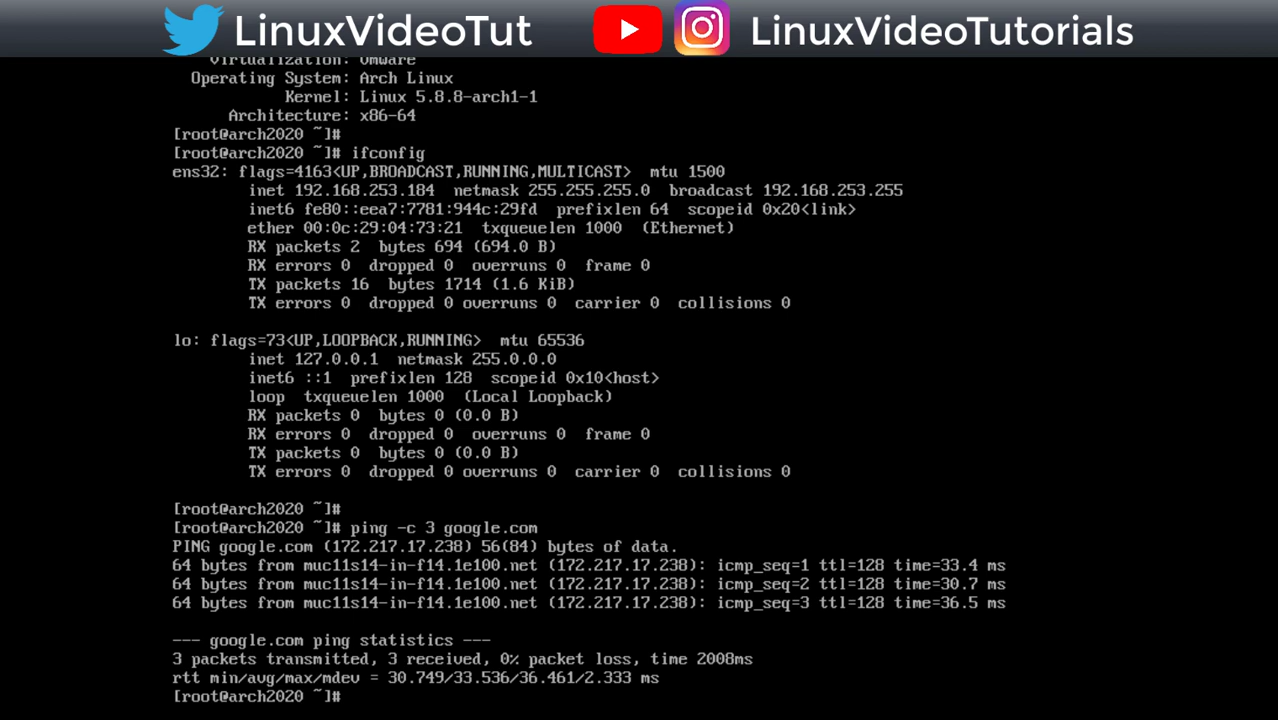 LinuxVideoTut LinuxVideoTutorials
Virtualization: vmware
Operating System: Arch Linux
Kernel: Linux 5.8.8-arch1-1
Architecture: x86-64
[root@arch2020 ~]#
[root@arch2020 ~]# ifconfig
ens32: flags=4163<UP,BROADCAST,RUNNING,MULTICAST>  mtu 1500
inet 192.168.253.184  netmask 255.255.255.0  broadcast 192.168.253.255
inet6 fe80::eea7:7781:944c:29fd  prefixlen 64  scopeid 0x20<link>
ether 00:0c:29:04:73:21  txqueuelen 1000  (Ethernet)
RX packets 2  bytes 694 (694.0 B)
RX errors 0  dropped 0  overruns 0  frame 0
TX packets 16  bytes 1714 (1.6 KiB)
TX errors 0  dropped 0 overruns 0  carrier 0  collisions 0
lo: flags=73<UP,LOOPBACK,RUNNING>  mtu 65536
inet 127.0.0.1  netmask 255.0.0.0
inet6 ::1  prefixlen 128  scopeid 0x10<host>
loop  txqueuelen 1000  (Local Loopback)
RX packets 0  bytes 0 (0.0 B)
RX errors 0  dropped 0  overruns 0  frame 0
TX packets 0  bytes 0 (0.0 B)
TX errors 0  dropped 0 overruns 0  carrier 0  collisions 0
[root@arch2020 ~]#
[root@arch2020 ~]# ping -c 3 google.com
PING google.com (172.217.17.238) 56(84) bytes of data.
64 bytes from muc11s14-in-f14.1e100.net (172.217.17.238): icmp_seq=1 ttl=128 time=33.4 ms
64 bytes from muc11s14-in-f14.1e100.net (172.217.17.238): icmp_seq=2 ttl=128 time=30.7 ms
64 bytes from muc11s14-in-f14.1e100.net (172.217.17.238): icmp_seq=3 ttl=128 time=36.5 ms
--- google.com ping statistics ---
3 packets transmitted, 3 received, 0% packet loss, time 2008ms
rtt min/avg/max/mdev = 30.749/33.536/36.461/2.333 ms
[root@arch2020 ~]#